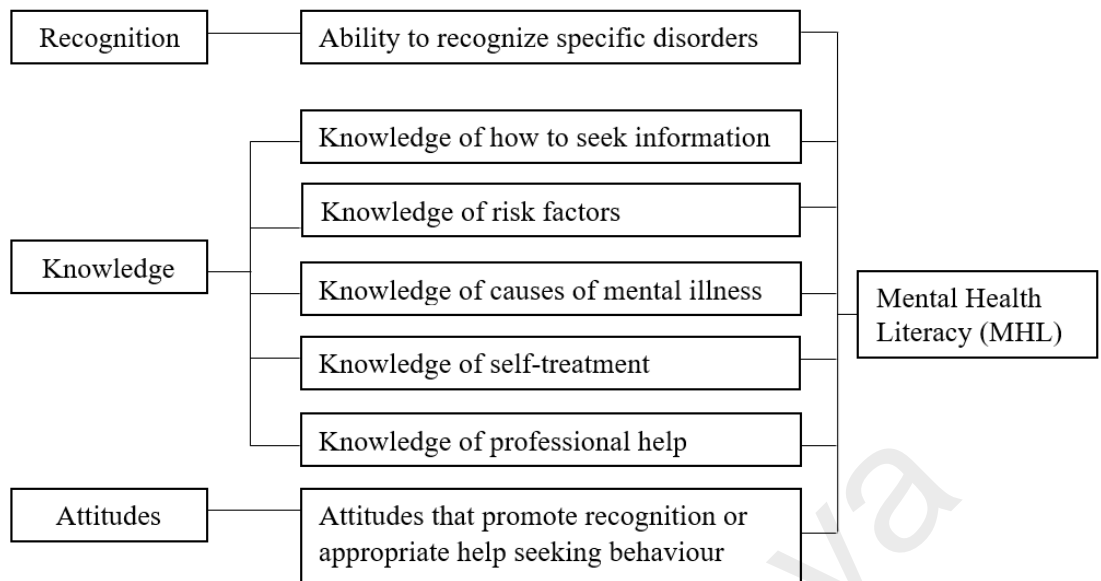 Recognition
Ability to recognize specific disorders
Knowledge of how to seek information
Knowledge of risk factors
Knowledge
Knowledge of causes of mental illness
Mental Health
Literacy (MHL)
Knowledge of self-treatment
Knowledge of professional help
Attitudes
Attitudes that promote recognition or
appropriate help seeking behaviour
ya